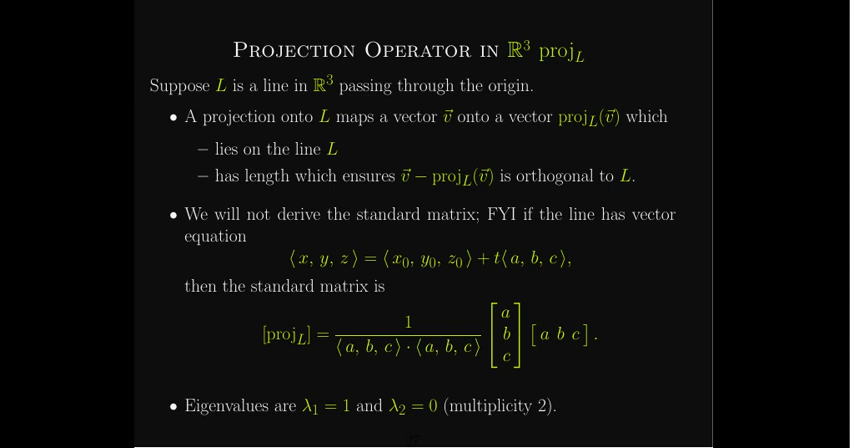 Projection Operator in ℝ³ proj_L
Suppose L is a line in ℝ³ passing through the origin.
• A projection onto L maps a vector v⃗ onto a vector proj_L(v⃗) which
– lies on the line L
– has length which ensures v⃗ − proj_L(v⃗) is orthogonal to L.
• We will not derive the standard matrix; FYI if the line has vector
equation
⟨x, y, z⟩ = ⟨x₀, y₀, z₀⟩ + t⟨a, b, c⟩,
then the standard matrix is
[proj_L] = 1 / (⟨a, b, c⟩ · ⟨a, b, c⟩) [a; b; c] [a b c].
• Eigenvalues are λ₁ = 1 and λ₂ = 0 (multiplicity 2).